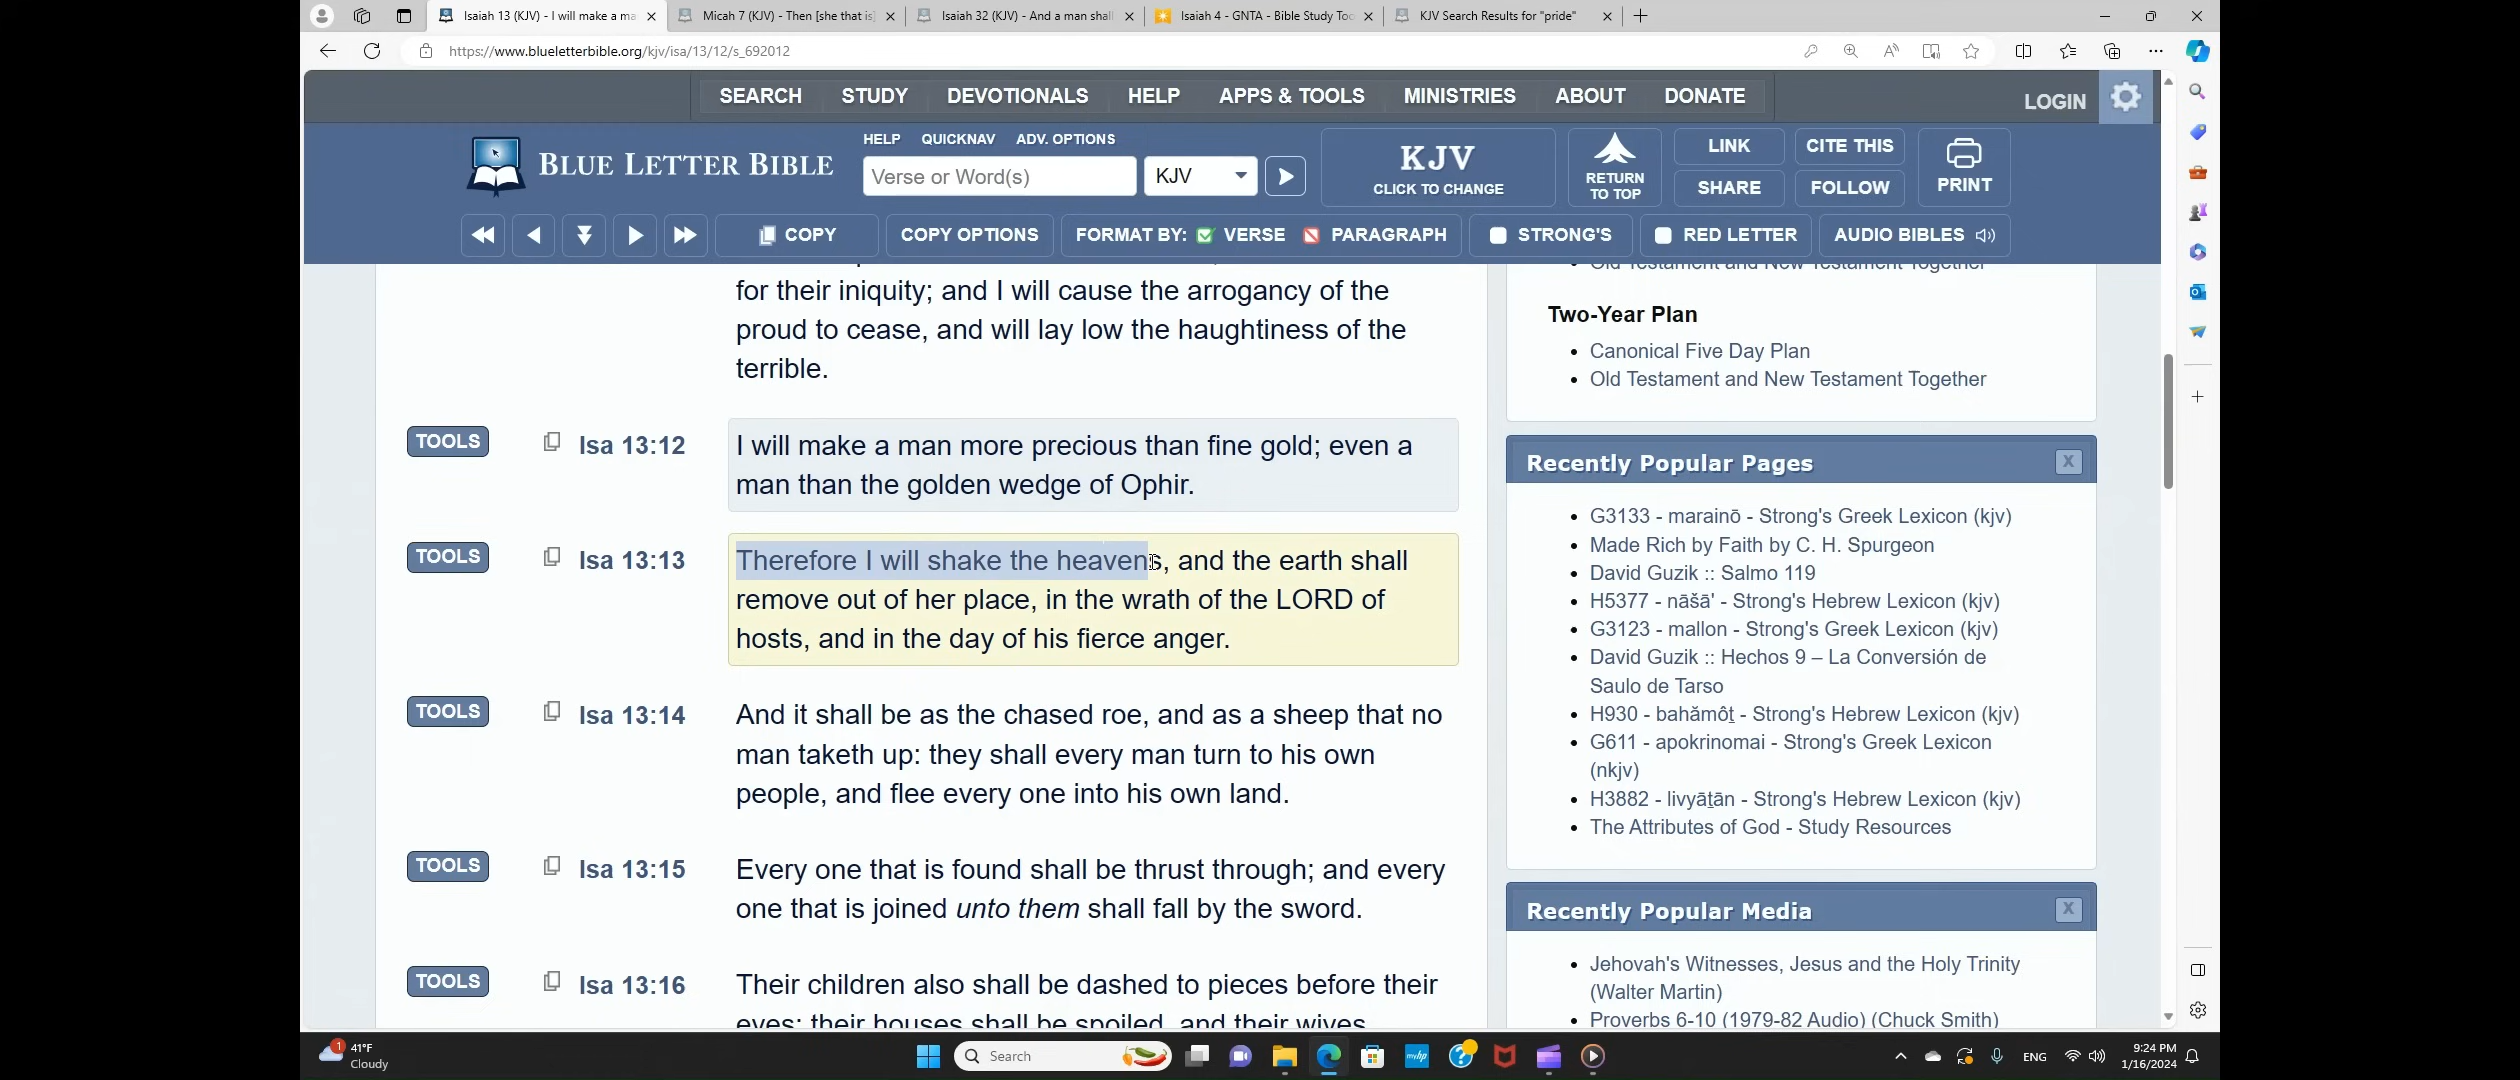 Isaiah 13 (KJV) - I will make a ma
Micah 7 (KJV) - Then [she that is]
Isaiah 32 (KJV) - And a man shall
Isaiah 4 - GNTA - Bible Study Too
KJV Search Results for "pride"
https://www.blueletterbible.org/kjv/isa/13/12/s_692012
SEARCH STUDY DEVOTIONALS HELP APPS & TOOLS MINISTRIES ABOUT DONATE
LOGIN
BLUE LETTER BIBLE
HELP QUICKNAV ADV. OPTIONS
Verse or Word(s)
KJV
KJV
CLICK TO CHANGE
RETURN
TO TOP
LINK
CITE THIS
SHARE
FOLLOW
PRINT
COPY
COPY OPTIONS
FORMAT BY: VERSE PARAGRAPH
STRONG'S
RED LETTER
AUDIO BIBLES
for their iniquity; and I will cause the arrogancy of the
proud to cease, and will lay low the haughtiness of the
terrible.
TOOLS Isa 13:12 I will make a man more precious than fine gold; even a
man than the golden wedge of Ophir.
TOOLS Isa 13:13 Therefore I will shake the heavens, and the earth shall
remove out of her place, in the wrath of the LORD of
hosts, and in the day of his fierce anger.
TOOLS Isa 13:14 And it shall be as the chased roe, and as a sheep that no
man taketh up: they shall every man turn to his own
people, and flee every one into his own land.
TOOLS Isa 13:15 Every one that is found shall be thrust through; and every
one that is joined unto them shall fall by the sword.
TOOLS Isa 13:16 Their children also shall be dashed to pieces before their
eyes; their houses shall be spoiled, and their wives
Old Testament and New Testament Together
Two-Year Plan
Canonical Five Day Plan
Old Testament and New Testament Together
Recently Popular Pages
X
G3133 - marainō - Strong's Greek Lexicon (kjv)
Made Rich by Faith by C. H. Spurgeon
David Guzik :: Salmo 119
H5377 - nāšā' - Strong's Hebrew Lexicon (kjv)
G3123 - mallon - Strong's Greek Lexicon (kjv)
David Guzik :: Hechos 9 – La Conversión de
Saulo de Tarso
H930 - bahămôṯ - Strong's Hebrew Lexicon (kjv)
G611 - apokrinomai - Strong's Greek Lexicon
(nkjv)
H3882 - livyāṯān - Strong's Hebrew Lexicon (kjv)
The Attributes of God - Study Resources
Recently Popular Media
X
Jehovah's Witnesses, Jesus and the Holy Trinity
(Walter Martin)
Proverbs 6-10 (1979-82 Audio) (Chuck Smith)
1
41°F
Cloudy
Search
myhp
ENG
9:24 PM
1/16/2024